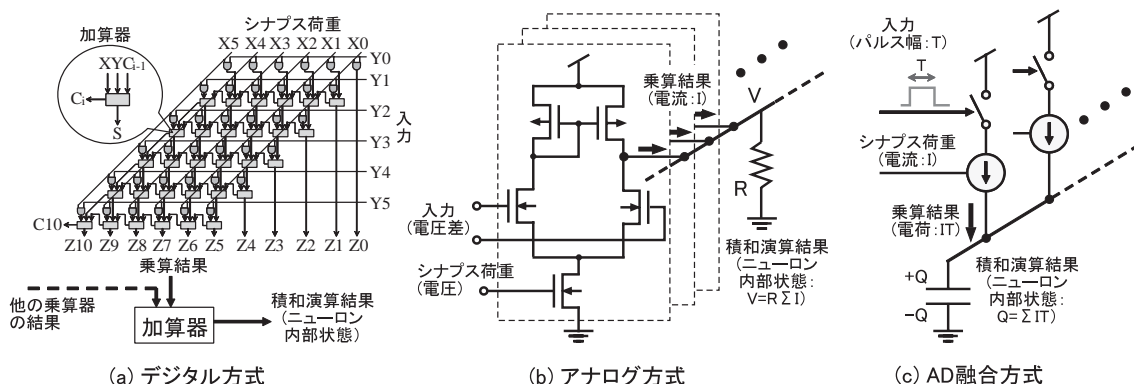 シナプス荷重
X5 X4 X3 X2 X1 X0
加算器
XYCi-1
Ci
S
Y0
Y1
Y2
Y3
Y4
Y5
入力
C10
Z10 Z9 Z8 Z7 Z6 Z5 Z4 Z3 Z2 Z1 Z0
乗算結果
他の乗算器
の結果
加算器
積和演算結果
(ニューロン
内部状態)
(a) デジタル方式
乗算結果
(電流:I)
V
R
入力
(電圧差)
シナプス荷重
(電圧)
積和演算結果
(ニューロン
内部状態:
V=RΣI)
(b) アナログ方式
入力
(パルス幅:T)
T
シナプス荷重
(電流:I)
乗算結果
(電荷:IT)
+Q
-Q
積和演算結果
(ニューロン
内部状態:
Q=ΣIT)
(c) AD融合方式